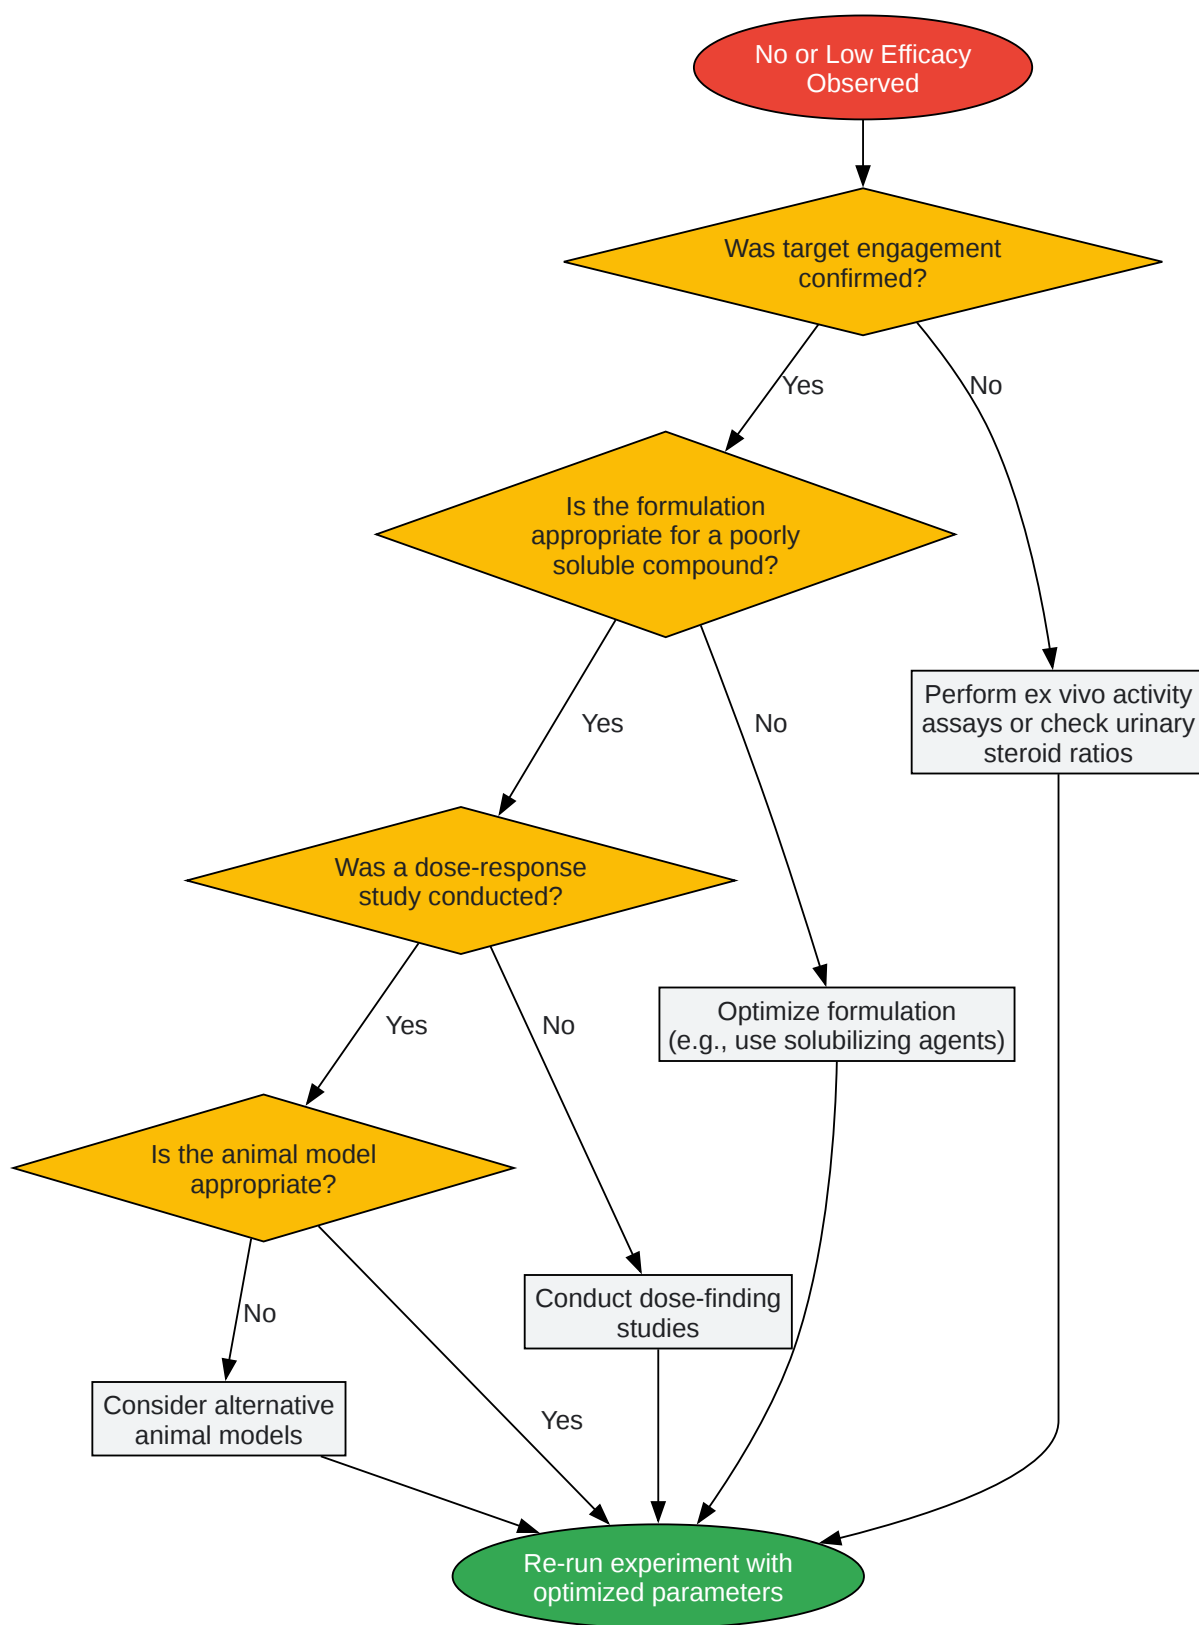 No or Low Efficacy
Observed
Was target engagement
confirmed?
Yes
No
Is the formulation
appropriate for a poorly
soluble compound?
Perform ex vivo activity
assays or check urinary
steroid ratios
Yes
No
Was a dose-response
study conducted?
Optimize formulation
(e.g., use solubilizing agents)
Yes
No
Is the animal model
appropriate?
Conduct dose-finding
studies
No
Consider alternative
animal models
Yes
Re-run experiment with
optimized parameters